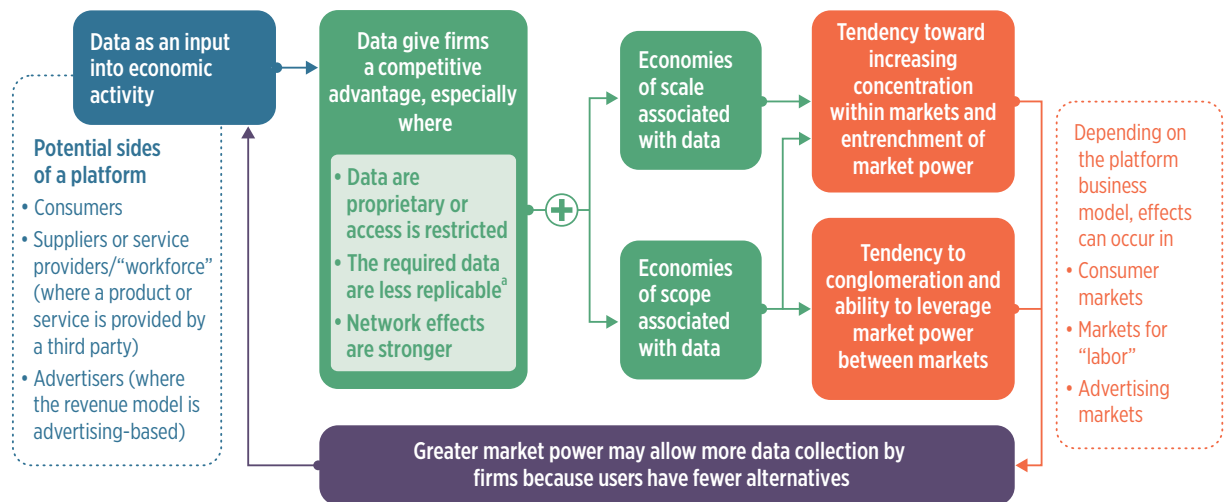 Data as an input
into economic
activity
Potential sides
of a platform
• Consumers
• Suppliers or service
providers/“workforce”
(where a product or
service is provided by
a third party)
• Advertisers (where
the revenue model is
advertising-based)
Data give firms
a competitive
advantage, especially
where
• Data are
proprietary or
access is restricted
• The required data
are less replicableᵃ
• Network effects
are stronger
Economies
of scale
associated
with data
Economies
of scope
associated
with data
Tendency toward
increasing
concentration
within markets and
entrenchment of
market power
Tendency to
conglomeration and
ability to leverage
market power
between markets
Depending on
the platform
business
model, effects
can occur in
• Consumer
markets
• Markets for
“labor”
• Advertising
markets
Greater market power may allow more data collection by
firms because users have fewer alternatives